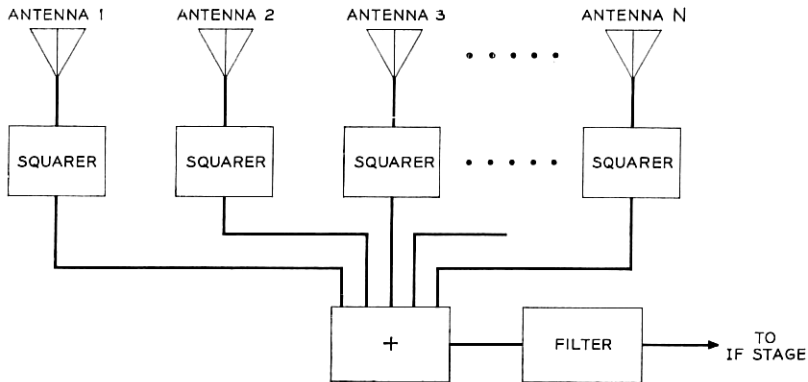 ANTENNA 1
ANTENNA 2
ANTENNA 3
ANTENNA N
SQUARER
SQUARER
SQUARER
SQUARER
+
FILTER
TO
IF STAGE